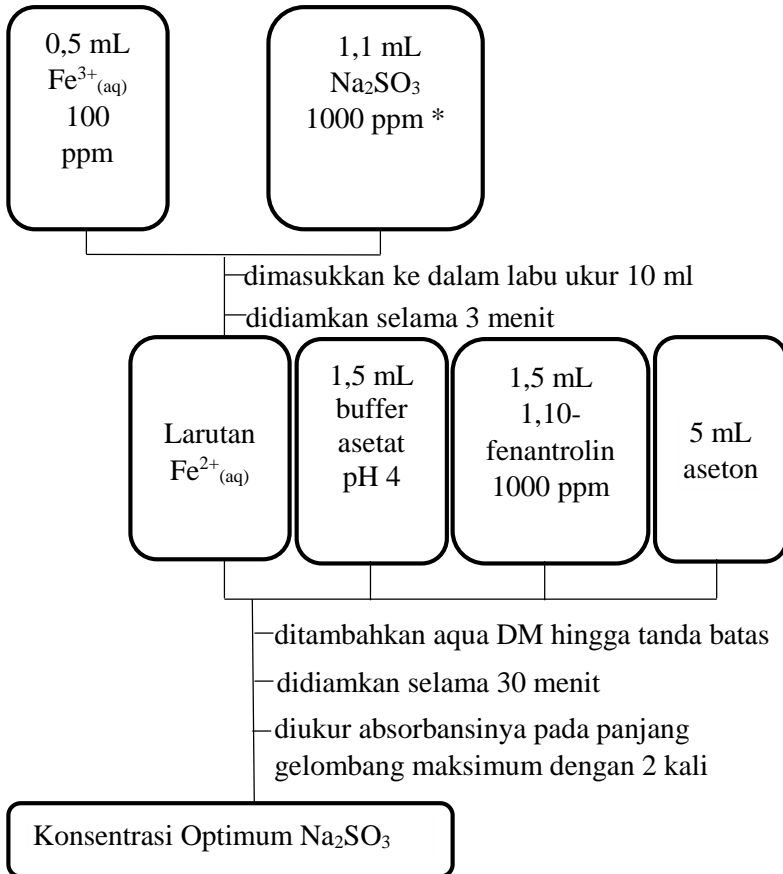 0,5 mL
Fe³⁺₍aq₎
100
ppm
1,1 mL
Na₂SO₃
1000 ppm *
dimasukkan ke dalam labu ukur 10 ml
didiamkan selama 3 menit
Larutan
Fe²⁺₍aq₎
1,5 mL
buffer
asetat
pH 4
1,5 mL
1,10-
fenantrolin
1000 ppm
5 mL
aseton
ditambahkan aqua DM hingga tanda batas
didiamkan selama 30 menit
diukur absorbansinya pada panjang
gelombang maksimum dengan 2 kali
Konsentrasi Optimum Na₂SO₃